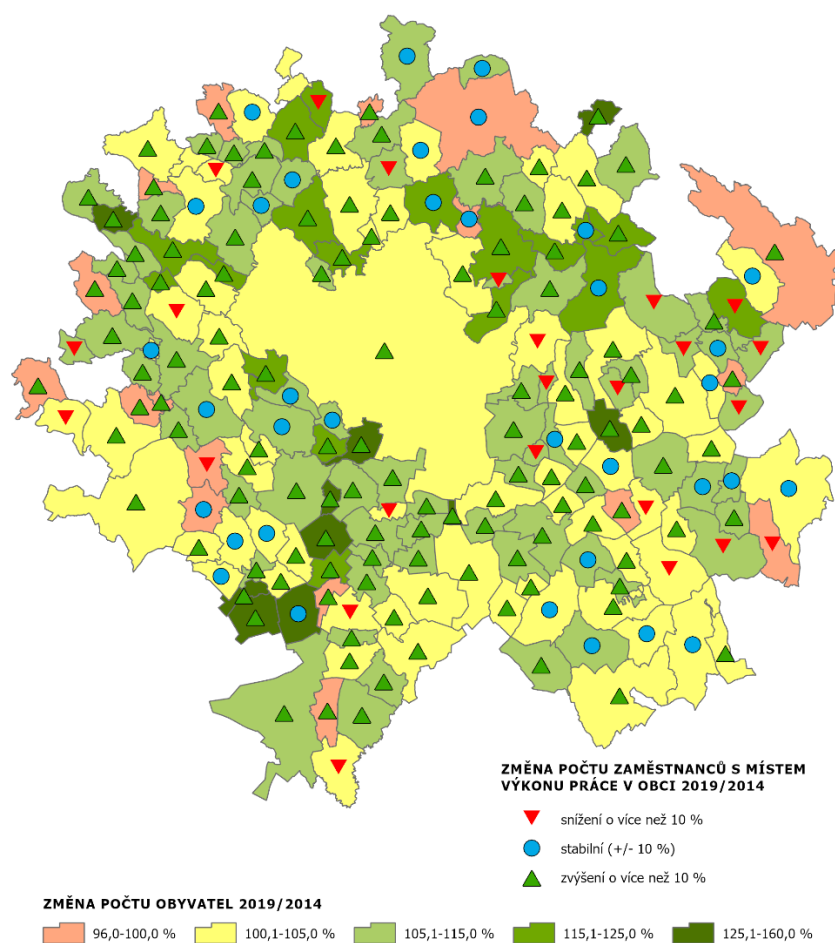 ZMĚNA POČTU ZAMĚSTNANCŮ S MÍSTEM
VÝKONU PRÁCE V OBCI 2019/2014
snížení o více než 10 %
stabilní (+/- 10 %)
zvýšení o více než 10 %
ZMĚNA POČTU OBYVATEL 2019/2014
96,0-100,0 % 100,1-105,0 % 105,1-115,0 % 115,1-125,0 % 125,1-160,0 %